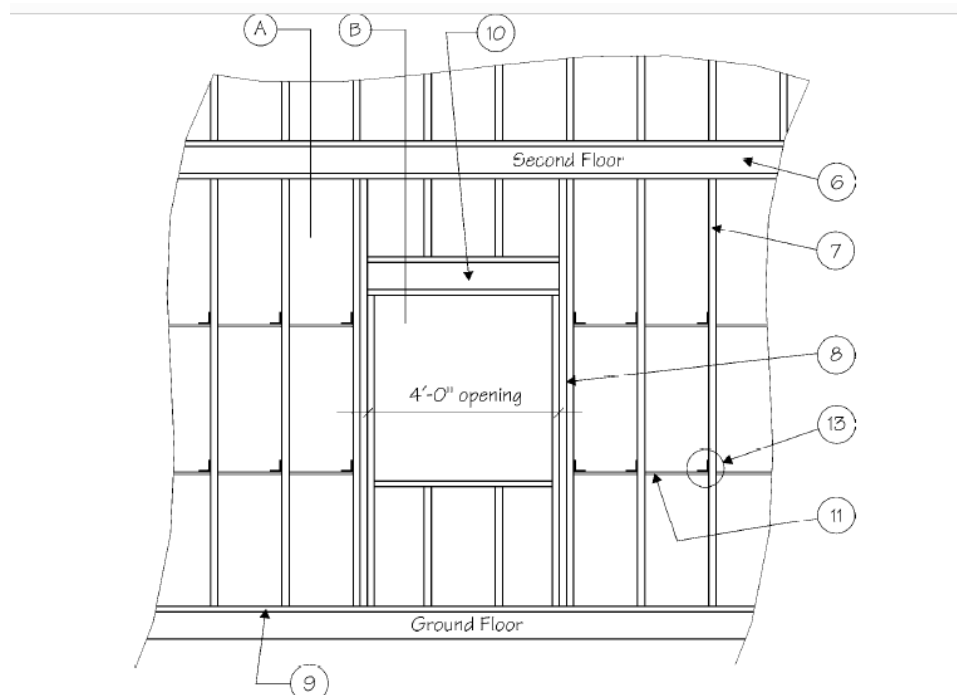 A
B
10
Second Floor
6
7
8
4'-0" opening
13
11
Ground Floor
9